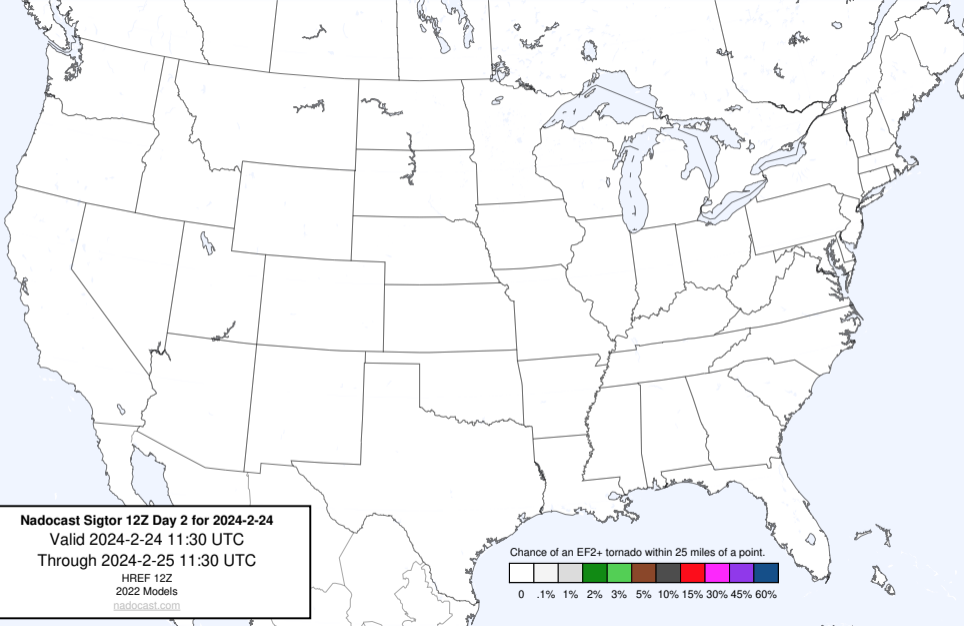 Nadocast Sigtor 12Z Day 2 for 2024-2-24
Valid 2024-2-24 11:30 UTC
Through 2024-2-25 11:30 UTC
HREF 12Z
2022 Models
nadocast.com
Chance of an EF2+ tornado within 25 miles of a point.
0 .1% 1% 2% 3% 5% 10% 15% 30% 45% 60%